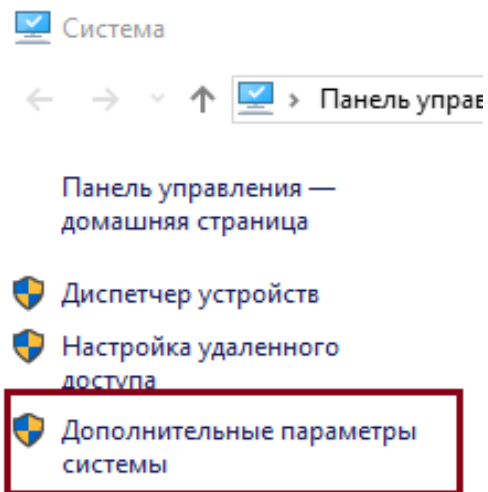 Система
Панель управ
Панель управления —
домашняя страница
Диспетчер устройств
Настройка удаленного
доступа
Дополнительные параметры
системы